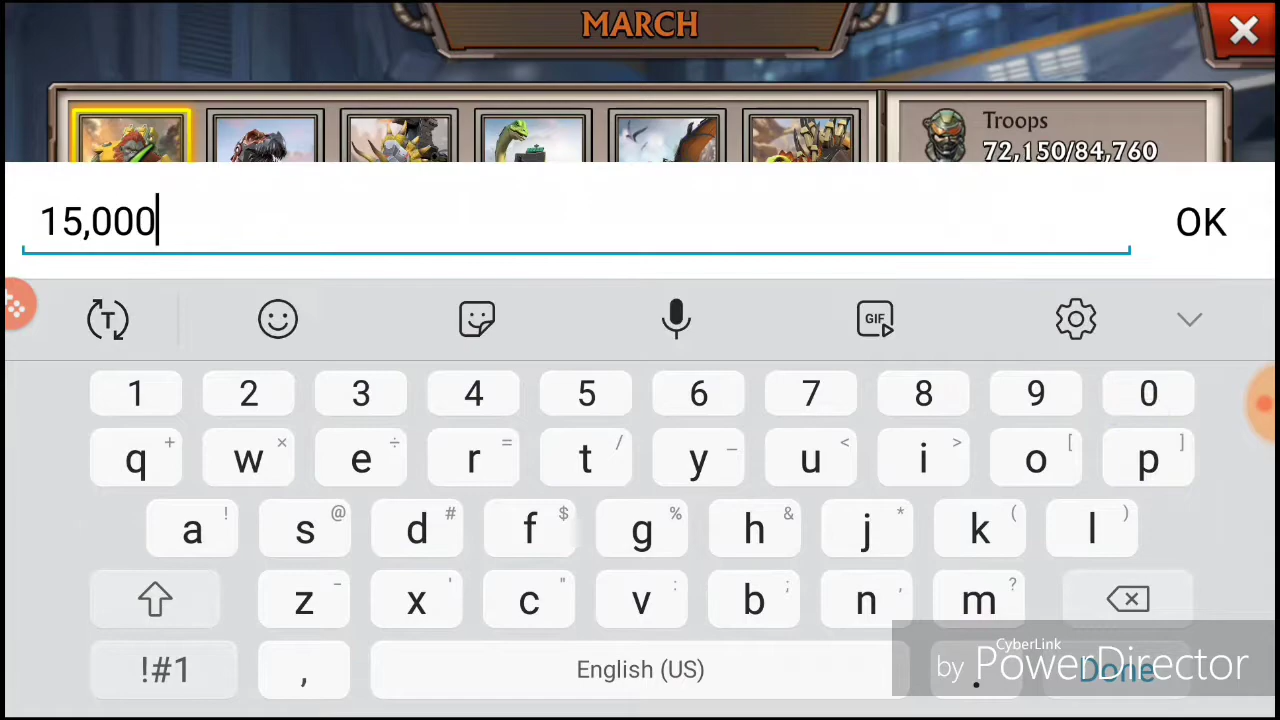 MARCH
Troops
72,150/84,760
15,000
OK
T
GIF
1 2 3 4 5 6 7 8 9 0
q + w × e ÷ r = t / y _ u < i > o [ p ]
a ! s @ d # f $ g % h & j * k ( l )
z - x ' c " v : b ; n , m ?
!#1 , English (US) . Done
CyberLink
by PowerDirector